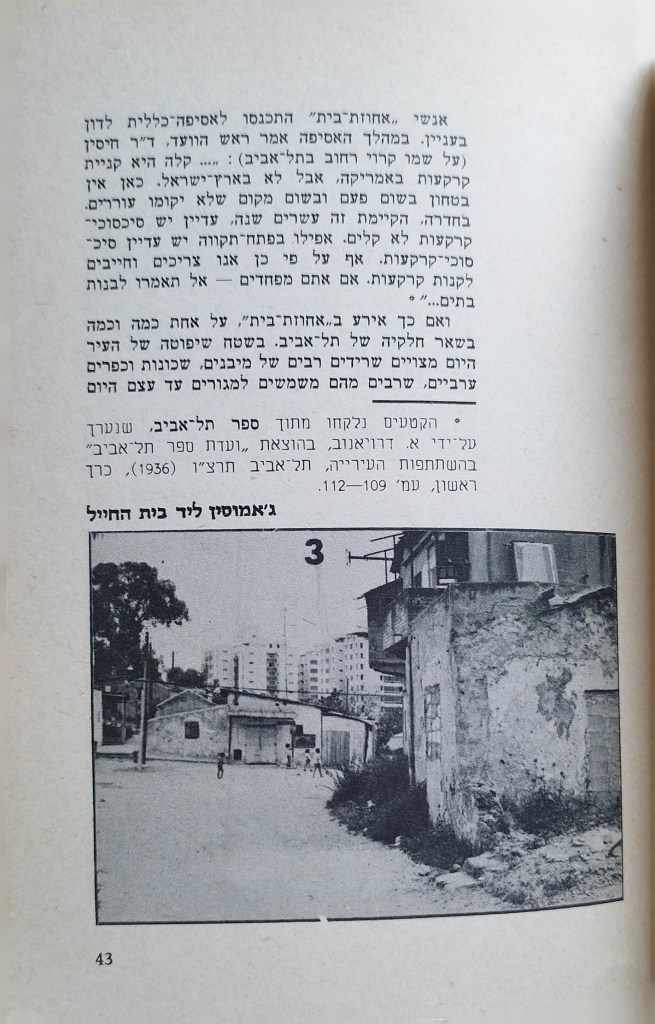 אנשי „אחוזת־בית” התכנסו לאסיפה־כללית לדון
בעניין. במהלך האסיפה אמר ראש הוועד, ד״ר חיסין
(על שמו קרוי רחוב בתל־אביב): „... קלה היא קניית
קרקעות באמריקה, אבל לא בארץ־ישראל. כאן אין
בטחון בשום פעם ובשום מקום שלא יקומו עוררים.
בחדרה, הקיימת זה עשרים שנה, עדיין יש סיכסוכי־
קרקעות לא קלים. אפילו בפתח־תקווה יש עדיין סיכ־
סוכי־קרקעות. אף על פי כן אנו צריכים וחייבים
לקנות קרקעות. אם אתם מפחדים — אל תאמרו לבנות
בתים...” *
ואם כך אירע ב„אחוזת־בית”, על אחת כמה וכמה
בשאר חלקיה של תל־אביב. בשטח שיפוטה של העיר
היום מצויים שרידים רבים של מיבנים, שכונות וכפרים
ערביים, שרבים מהם משמשים למגורים עד עצם היום
* הקטעים נלקחו מתוך ספר תל־אביב, שנערך
על־ידי א. דרויאנוב, בהוצאת „ועדת ספר תל־אביב”
בהשתתפות העירייה, תל־אביב תרצ״ו (1936), כרך
ראשון, עמ׳ 109—112.
ג׳אמוסין ליד בית החייל
3
43